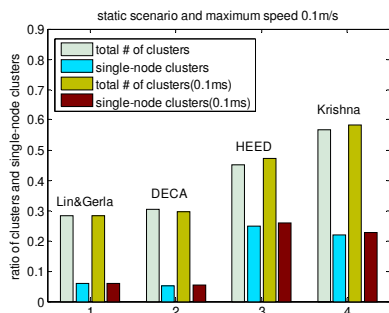 static scenario and maximum speed 0.1m/s
ratio of clusters and single-node clusters
0.9
0.8
0.7
0.6
0.5
0.4
0.3
0.2
0.1
0
total # of clusters
single-node clusters
total # of clusters(0.1ms)
single-node clusters(0.1ms)
Lin&Gerla
DECA
HEED
Krishna
1 2 3 4